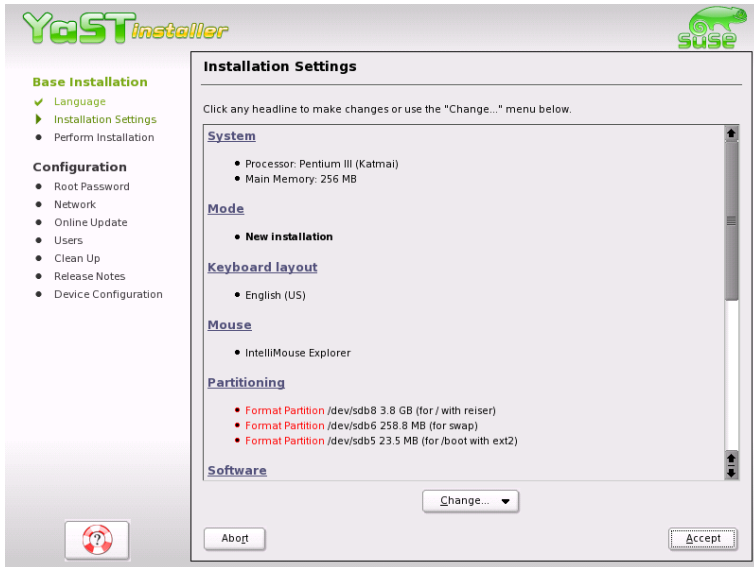 YaST installer
suse
Base Installation
Language
Installation Settings
Perform Installation
Configuration
Root Password
Network
Online Update
Users
Clean Up
Release Notes
Device Configuration
Installation Settings
Click any headline to make changes or use the "Change..." menu below.
System
Processor: Pentium III (Katmai)
Main Memory: 256 MB
Mode
New installation
Keyboard layout
English (US)
Mouse
IntelliMouse Explorer
Partitioning
Format Partition /dev/sdb8 3.8 GB (for / with reiser)
Format Partition /dev/sdb6 258.8 MB (for swap)
Format Partition /dev/sdb5 23.5 MB (for /boot with ext2)
Software
Change...
?
Abort
Accept